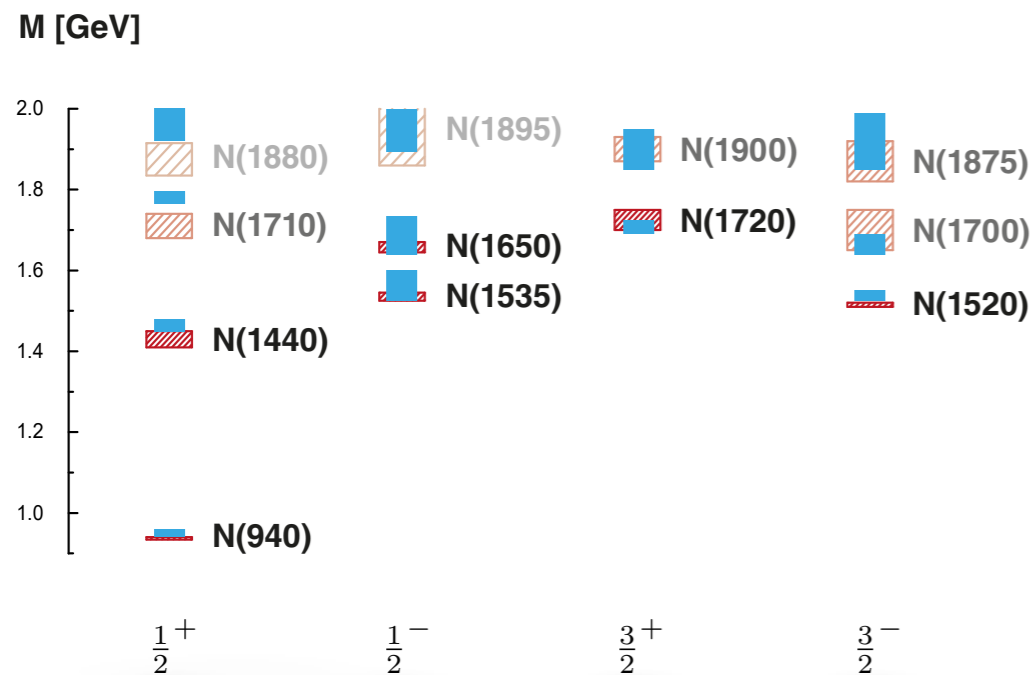 M [GeV]
2.0
N(1895)
N(1880)
N(1900)
N(1875)
1.8
N(1710)
N(1720)
N(1700)
N(1650)
1.6
N(1535)
N(1520)
1.4
N(1440)
1.2
1.0
N(940)
1/2+ 1/2− 3/2+ 3/2−